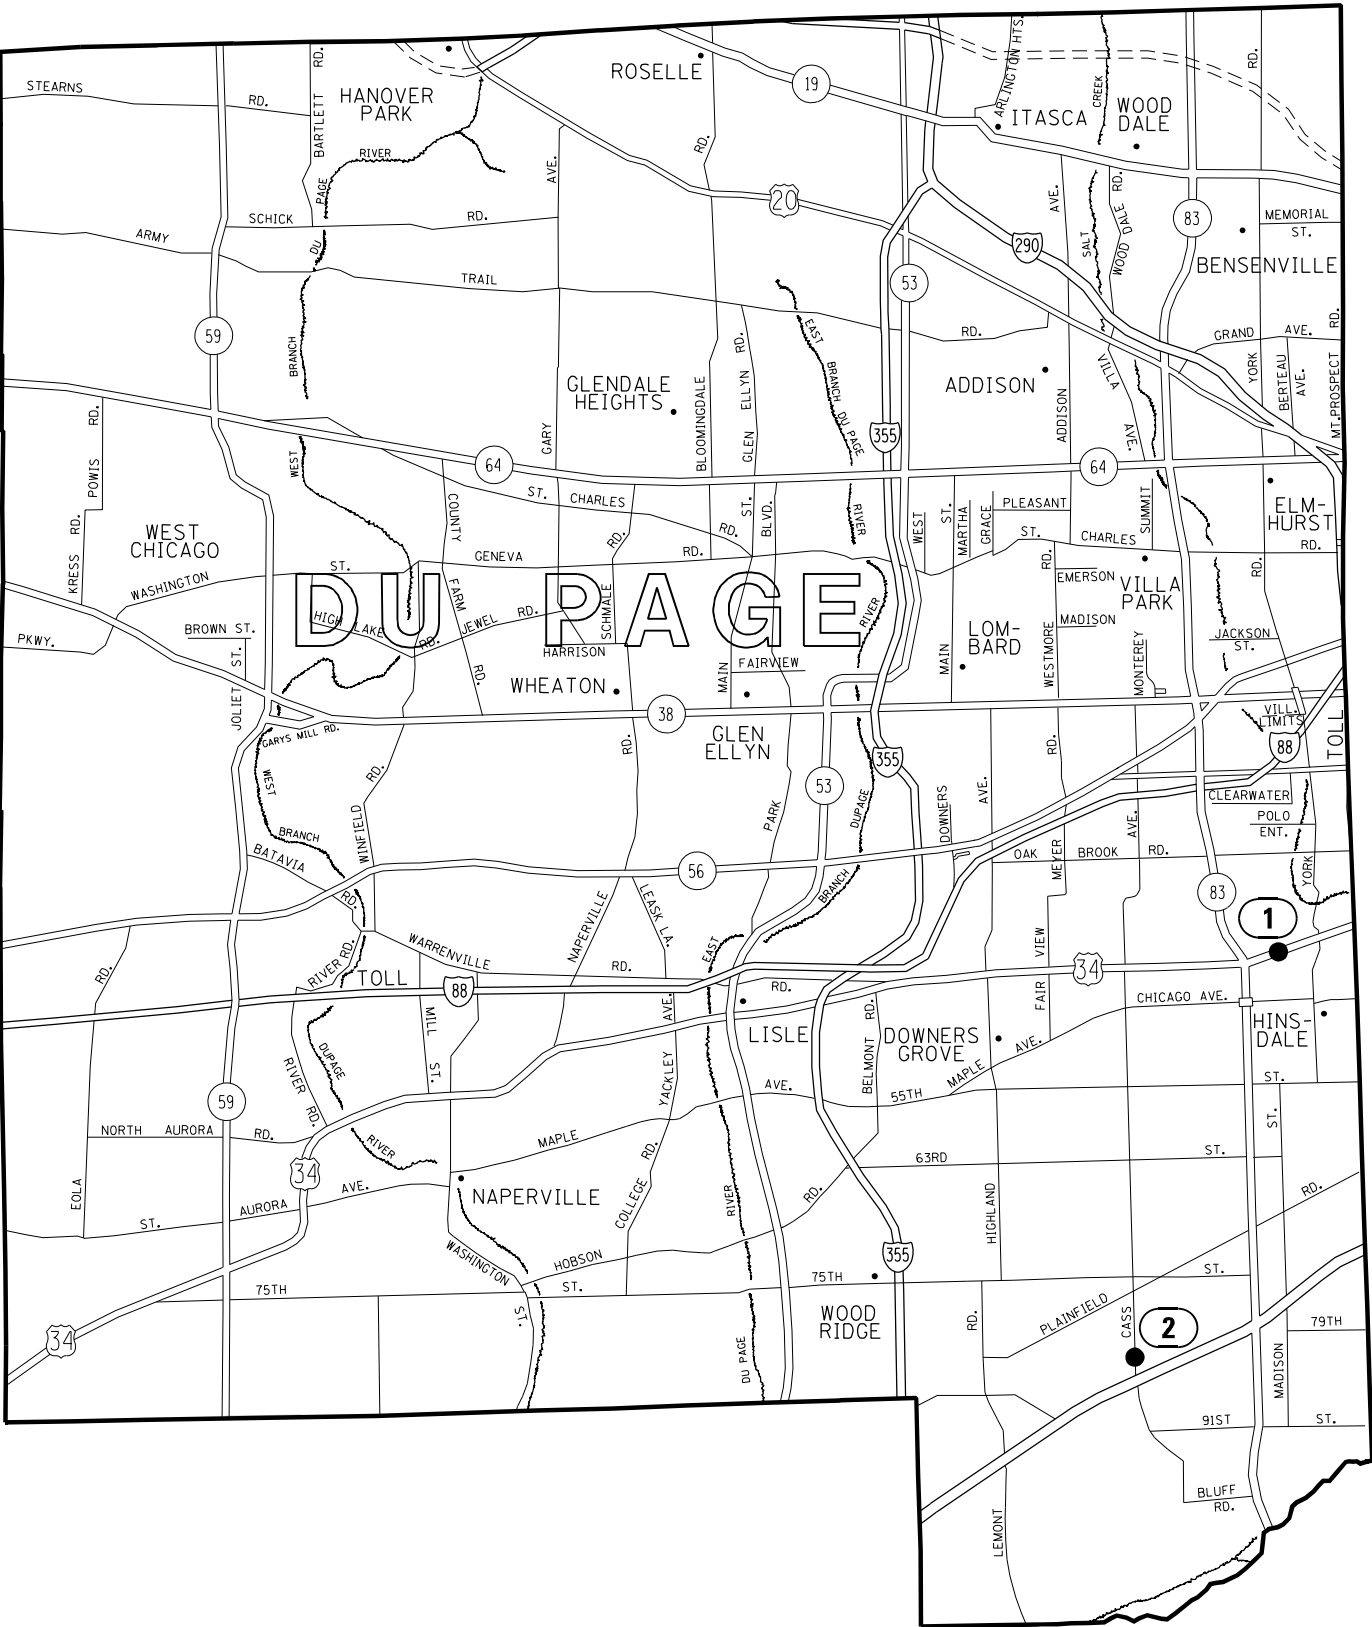 STEARNS
RD.
BARTLETT
RD.
HANOVER
PARK
ROSELLE
19
ARLINGTON HTS.
ITASCA
CREEK
WOOD
DALE
RD.
RIVER
PAGE
DU
AVE.
RD.
20
SCHICK
RD.
ARMY
TRAIL
RD.
290
AVE.
SALT
WOOD DALE
RD.
83
MEMORIAL
ST.
BENSENVILLE
53
59
BRANCH
WEST
EAST
BRANCH
DU PAGE
RIVER
GRAND
AVE.
YORK
BERTEAU
AVE.
MT.PROSPECT
RD.
VILLA
AVE.
ADDISON
ADDISON
GLENDALE
HEIGHTS
BLOOMINGDALE
GLEN
ELLYN
RD.
355
GARY
64
64
POWIS
RD.
KRESS
RD.
WEST
CHICAGO
COUNTY
FARM
RD.
ST.
CHARLES
RD.
RD.
ST.
BLVD.
WEST
ST.
MARTHA
GRACE
PLEASANT
SUMMIT
ST.
CHARLES
RD.
ELM-
HURST
WASHINGTON
ST.
GENEVA
RD.
DU PAGE
HIGH LAKE
RD.
JEWEL
RD.
SCHMALE
HARRISON
RIVER
RD.
EMERSON
MADISON
VILLA
PARK
RD.
LOM-
BARD
MAIN
WESTMORE
MONTEREY
JACKSON
ST.
PKWY.
BROWN ST.
JOLIET
ST.
WHEATON
MAIN
FAIRVIEW
38
GLEN
ELLYN
GARYS MILL RD.
WEST
BRANCH
WINFIELD
RD.
RD.
PARK
53
355
DUPAGE
DOWNERS
AVE.
RD.
VILL.
LIMITS
88
TOLL
CLEARWATER
POLO
ENT.
YORK
AVE.
BATAVIA
RD.
56
OAK
BROOK
RD.
MEYER
83
1
NAPERVILLE
LEASK LA.
BRANCH
EAST
RIVER RD.
WARRENVILLE
RD.
RD.
RD.
TOLL
88
FAIR
VIEW
34
CHICAGO AVE.
MILL
ST.
AVE.
YACKLEY
LISLE
BELMONT
RD.
DOWNERS
GROVE
MAPLE
AVE.
HINS-
DALE
DUPAGE
RIVER
RD.
59
AVE.
55TH
ST.
NORTH
AURORA
RD.
RIVER
MAPLE
RD.
63RD
ST.
ST.
34
EOLA
ST.
AURORA
AVE.
NAPERVILLE
COLLEGE
RIVER
RD.
HIGHLAND
RD.
WASHINGTON
ST.
HOBSON
355
75TH
ST.
75TH
ST.
WOOD
RIDGE
RD.
PLAINFIELD
CASS
2
79TH
34
DU PAGE
MADISON
91ST
ST.
BLUFF
RD.
LEMONT